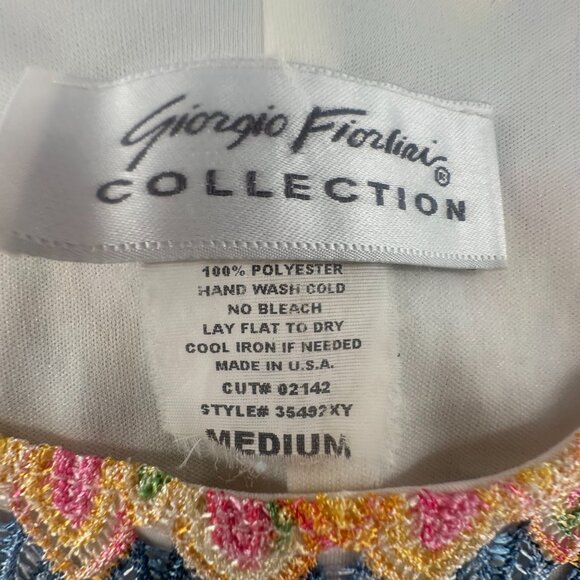 Giorgio Fiorlini ®
COLLECTION
100% POLYESTER
HAND WASH COLD
NO BLEACH
LAY FLAT TO DRY
COOL IRON IF NEEDED
MADE IN U.S.A.
CUT# 02142
STYLE# 35492XY
MEDIUM